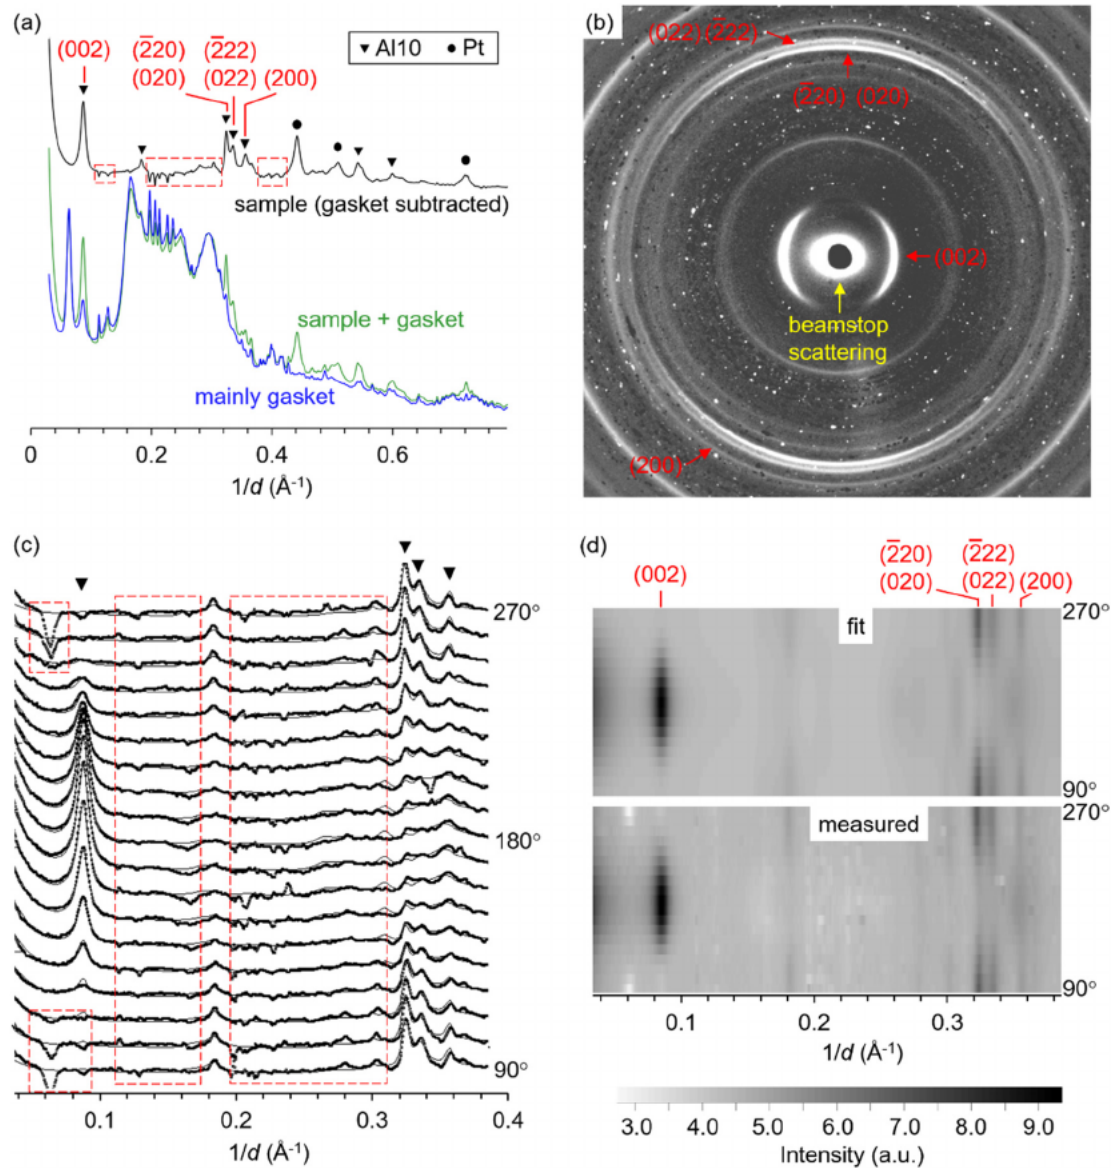 (a)
(002)
(2̄20)
(2̄22)
(020)
(022)
(200)
▼ Al10
● Pt
sample (gasket subtracted)
sample + gasket
mainly gasket
0
0.2
0.4
0.6
1/d (Å⁻¹)
(b)
(022) (2̄22)
(2̄20) (020)
(002)
beamstop
scattering
(200)
(c)
270°
180°
90°
0.1
0.2
0.3
0.4
1/d (Å⁻¹)
(d)
(2̄20)
(2̄22)
(002)
(020)
(022)
(200)
fit
270°
90°
measured
270°
90°
0.1
0.2
0.3
1/d (Å⁻¹)
3.0
4.0
5.0
6.0
7.0
8.0
9.0
Intensity (a.u.)